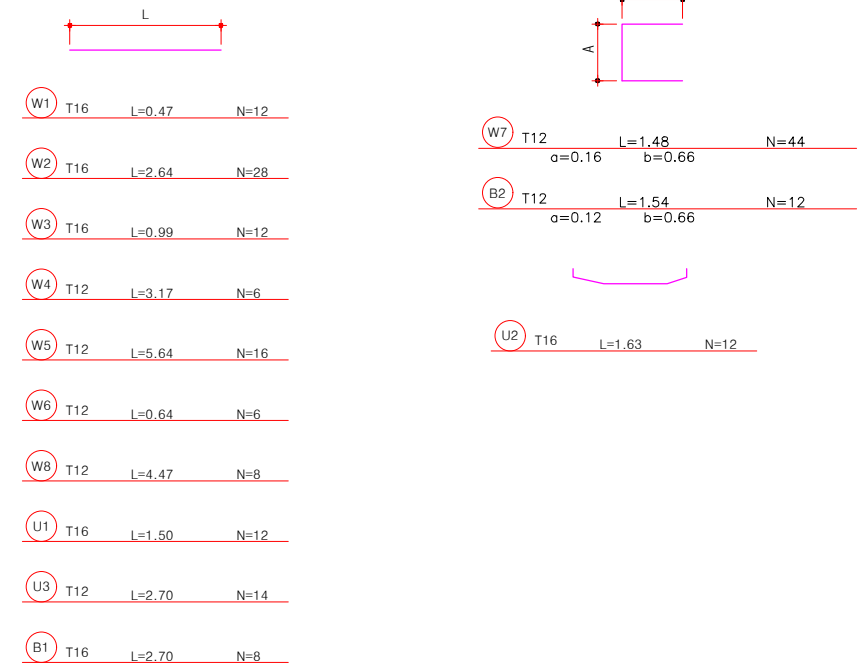 L
W1 T16 L=0.47 N=12
W2 T16 L=2.64 N=28
W3 T16 L=0.99 N=12
W4 T12 L=3.17 N=6
W5 T12 L=5.64 N=16
W6 T12 L=0.64 N=6
W8 T12 L=4.47 N=8
U1 T16 L=1.50 N=12
U3 T12 L=2.70 N=14
B1 T16 L=2.70 N=8
A
W7 T12 L=1.48 N=44
a=0.16 b=0.66
B2 T12 L=1.54 N=12
a=0.12 b=0.66
U2 T16 L=1.63 N=12